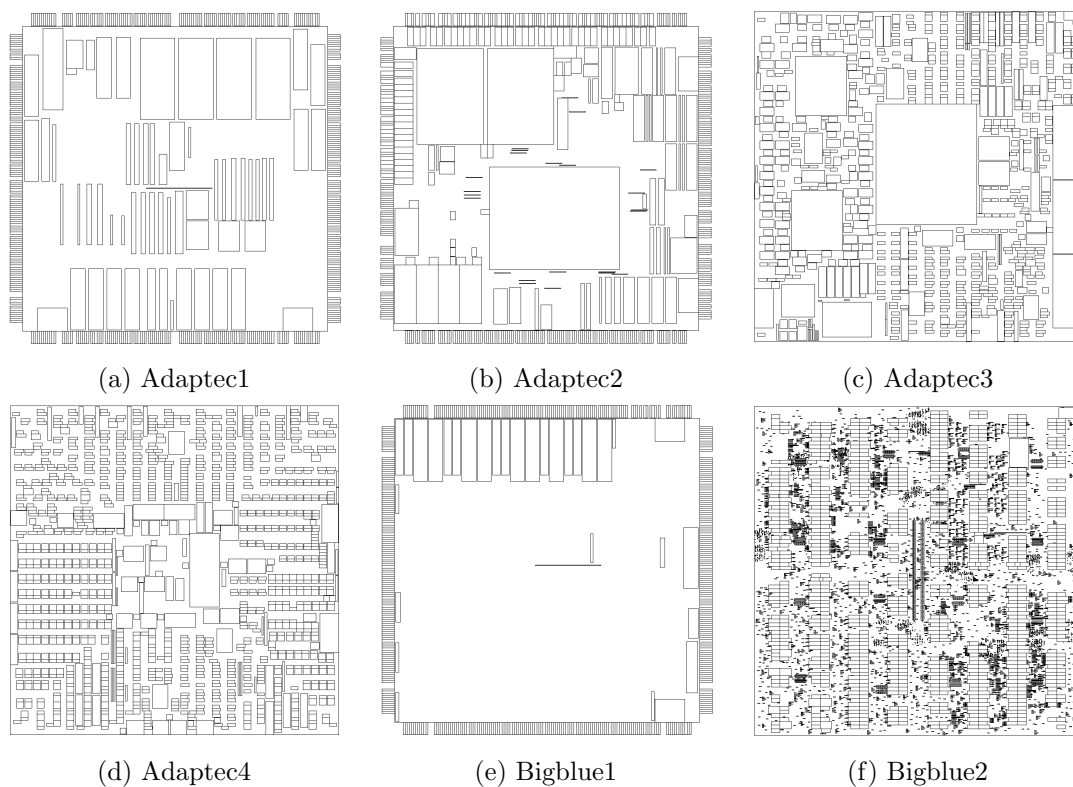 (a) Adaptec1
(b) Adaptec2
(c) Adaptec3
(d) Adaptec4
(e) Bigblue1
(f) Bigblue2